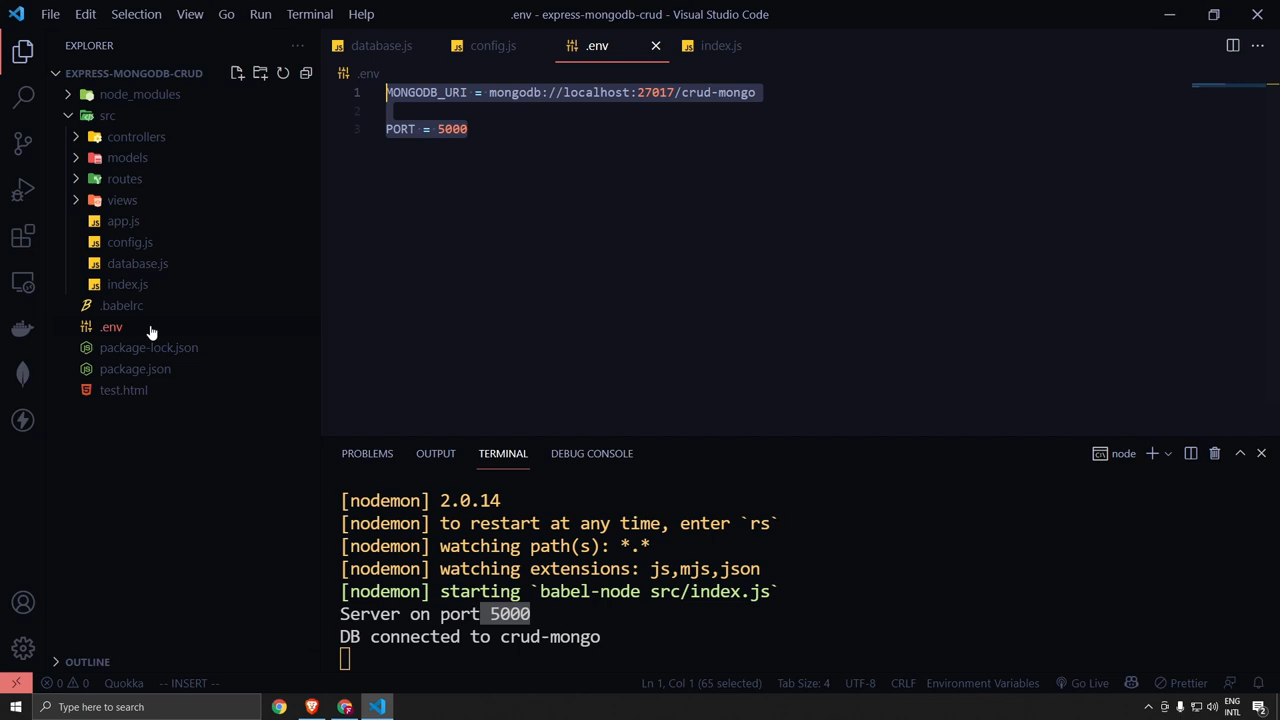 File Edit Selection View Go Run Terminal Help
.env - express-mongodb-crud - Visual Studio Code
EXPLORER
EXPRESS-MONGODB-CRUD
node_modules
src
controllers
models
routes
views
app.js
config.js
database.js
index.js
.babelrc
.env
package-lock.json
package.json
test.html
OUTLINE
database.js config.js .env index.js
.env
1 MONGODB_URI = mongodb://localhost:27017/crud-mongo
2
3 PORT = 5000
PROBLEMS OUTPUT TERMINAL DEBUG CONSOLE
node
[nodemon] 2.0.14
[nodemon] to restart at any time, enter `rs`
[nodemon] watching path(s): *.*
[nodemon] watching extensions: js,mjs,json
[nodemon] starting `babel-node src/index.js`
Server on port 5000
DB connected to crud-mongo
0 0 Quokka -- INSERT --
Ln 1, Col 1 (65 selected) Tab Size: 4 UTF-8 CRLF Environment Variables Go Live Prettier
Type here to search
ENG
INTL
2